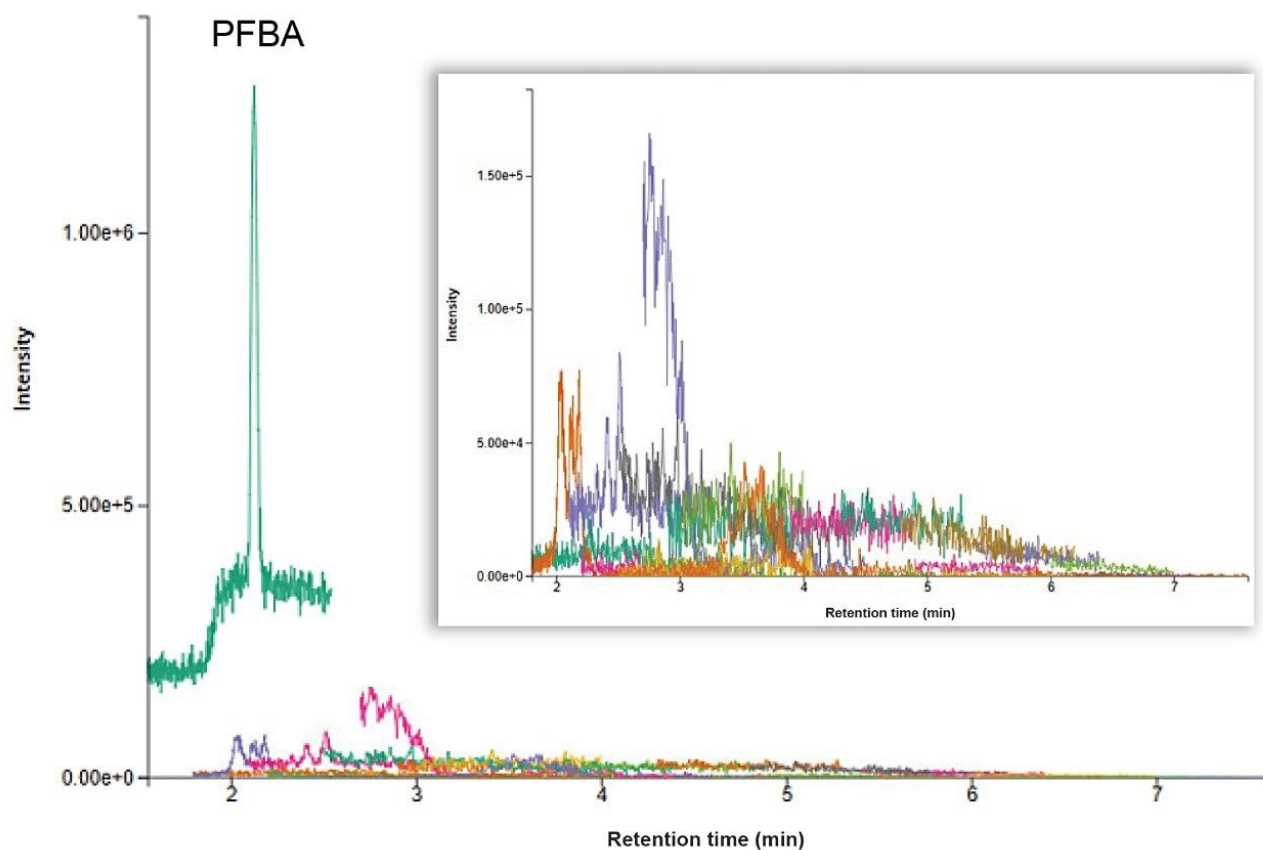 PFBA
Intensity
1.00e+6
5.00e+5
0.00e+0
2 3 4 5 6 7
Retention time (min)
Intensity
1.50e+5
1.00e+5
5.00e+4
0.00e+0
2 3 4 5 6 7
Retention time (min)